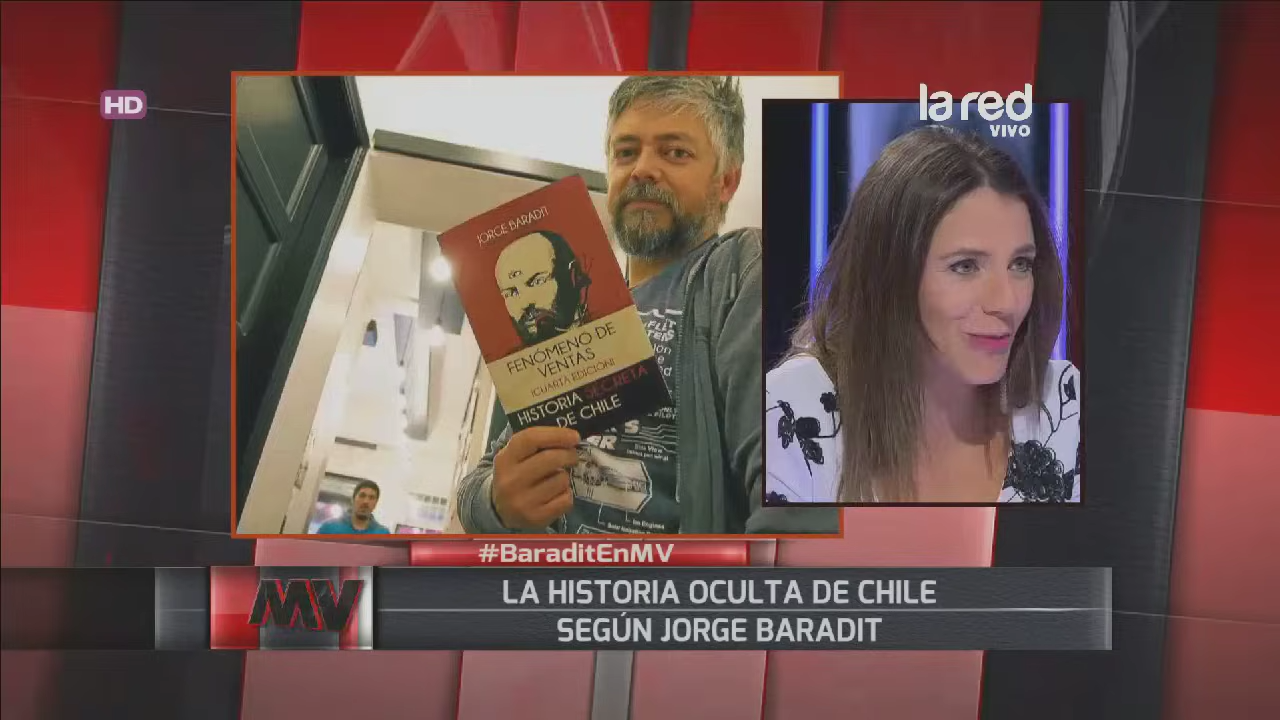 HD
la red
VIVO
JORGE BARADIT
FENÓMENO DE
VENTAS
¡CUARTA EDICIÓN!
HISTORIA SECRETA
DE CHILE
#BaraditEnMV
MV
LA HISTORIA OCULTA DE CHILE
SEGÚN JORGE BARADIT